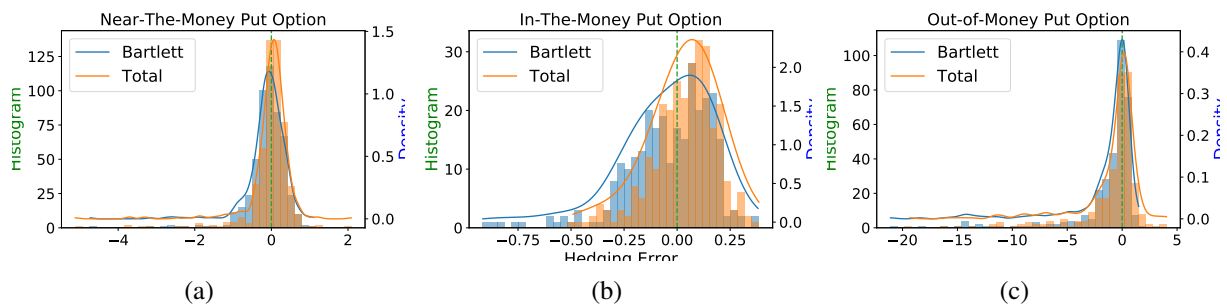 Near-The-Money Put Option
Bartlett
Total
Histogram
Density
125
100
75
50
25
0
1.5
1.0
0.5
0.0
−4
−2
0
2
(a)
In-The-Money Put Option
Bartlett
Total
Histogram
Density
30
20
10
0
2.0
1.5
1.0
0.5
0.0
−0.75
−0.50
−0.25
0.00
0.25
Hedging Error
(b)
Out-of-Money Put Option
Bartlett
Total
Histogram
Density
100
80
60
40
20
0
0.4
0.3
0.2
0.1
0.0
−20
−15
−10
−5
0
5
(c)